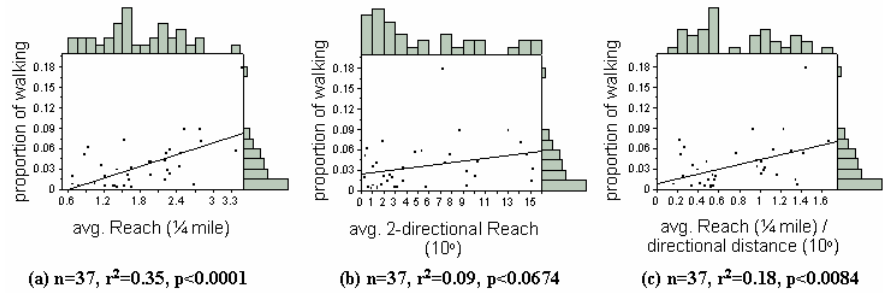 proportion of walking
0.18
0.15
0.12
0.09
0.06
0.03
0
0.6 1.2 1.8 2.4 3 3.3
avg. Reach (¼ mile)
(a) n=37, r²=0.35, p<0.0001
proportion of walking
0.18
0.15
0.12
0.09
0.06
0.03
0
0 1 2 3 4 5 7 8 9 11 13 15
avg. 2-directional Reach
(10º)
(b) n=37, r²=0.09, p<0.0674
proportion of walking
0.18
0.15
0.12
0.09
0.06
0.03
0
0 0.2 0.4 0.6 0.8 1 1.2 1.4 1.6
avg. Reach (¼ mile) /
directional distance (10º)
(c) n=37, r²=0.18, p<0.0084